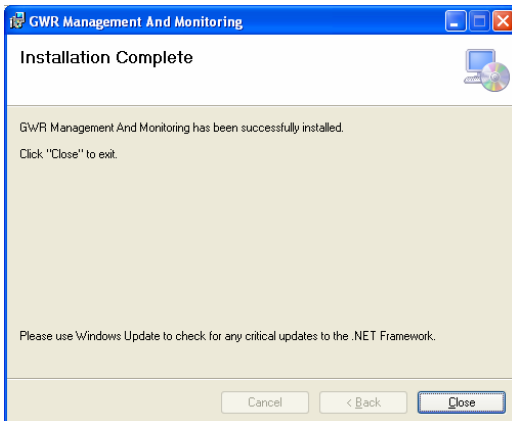 GWR Management And Monitoring
Installation Complete
GWR Management And Monitoring has been successfully installed.
Click "Close" to exit.
Please use Windows Update to check for any critical updates to the .NET Framework.
Cancel
< Back
Close